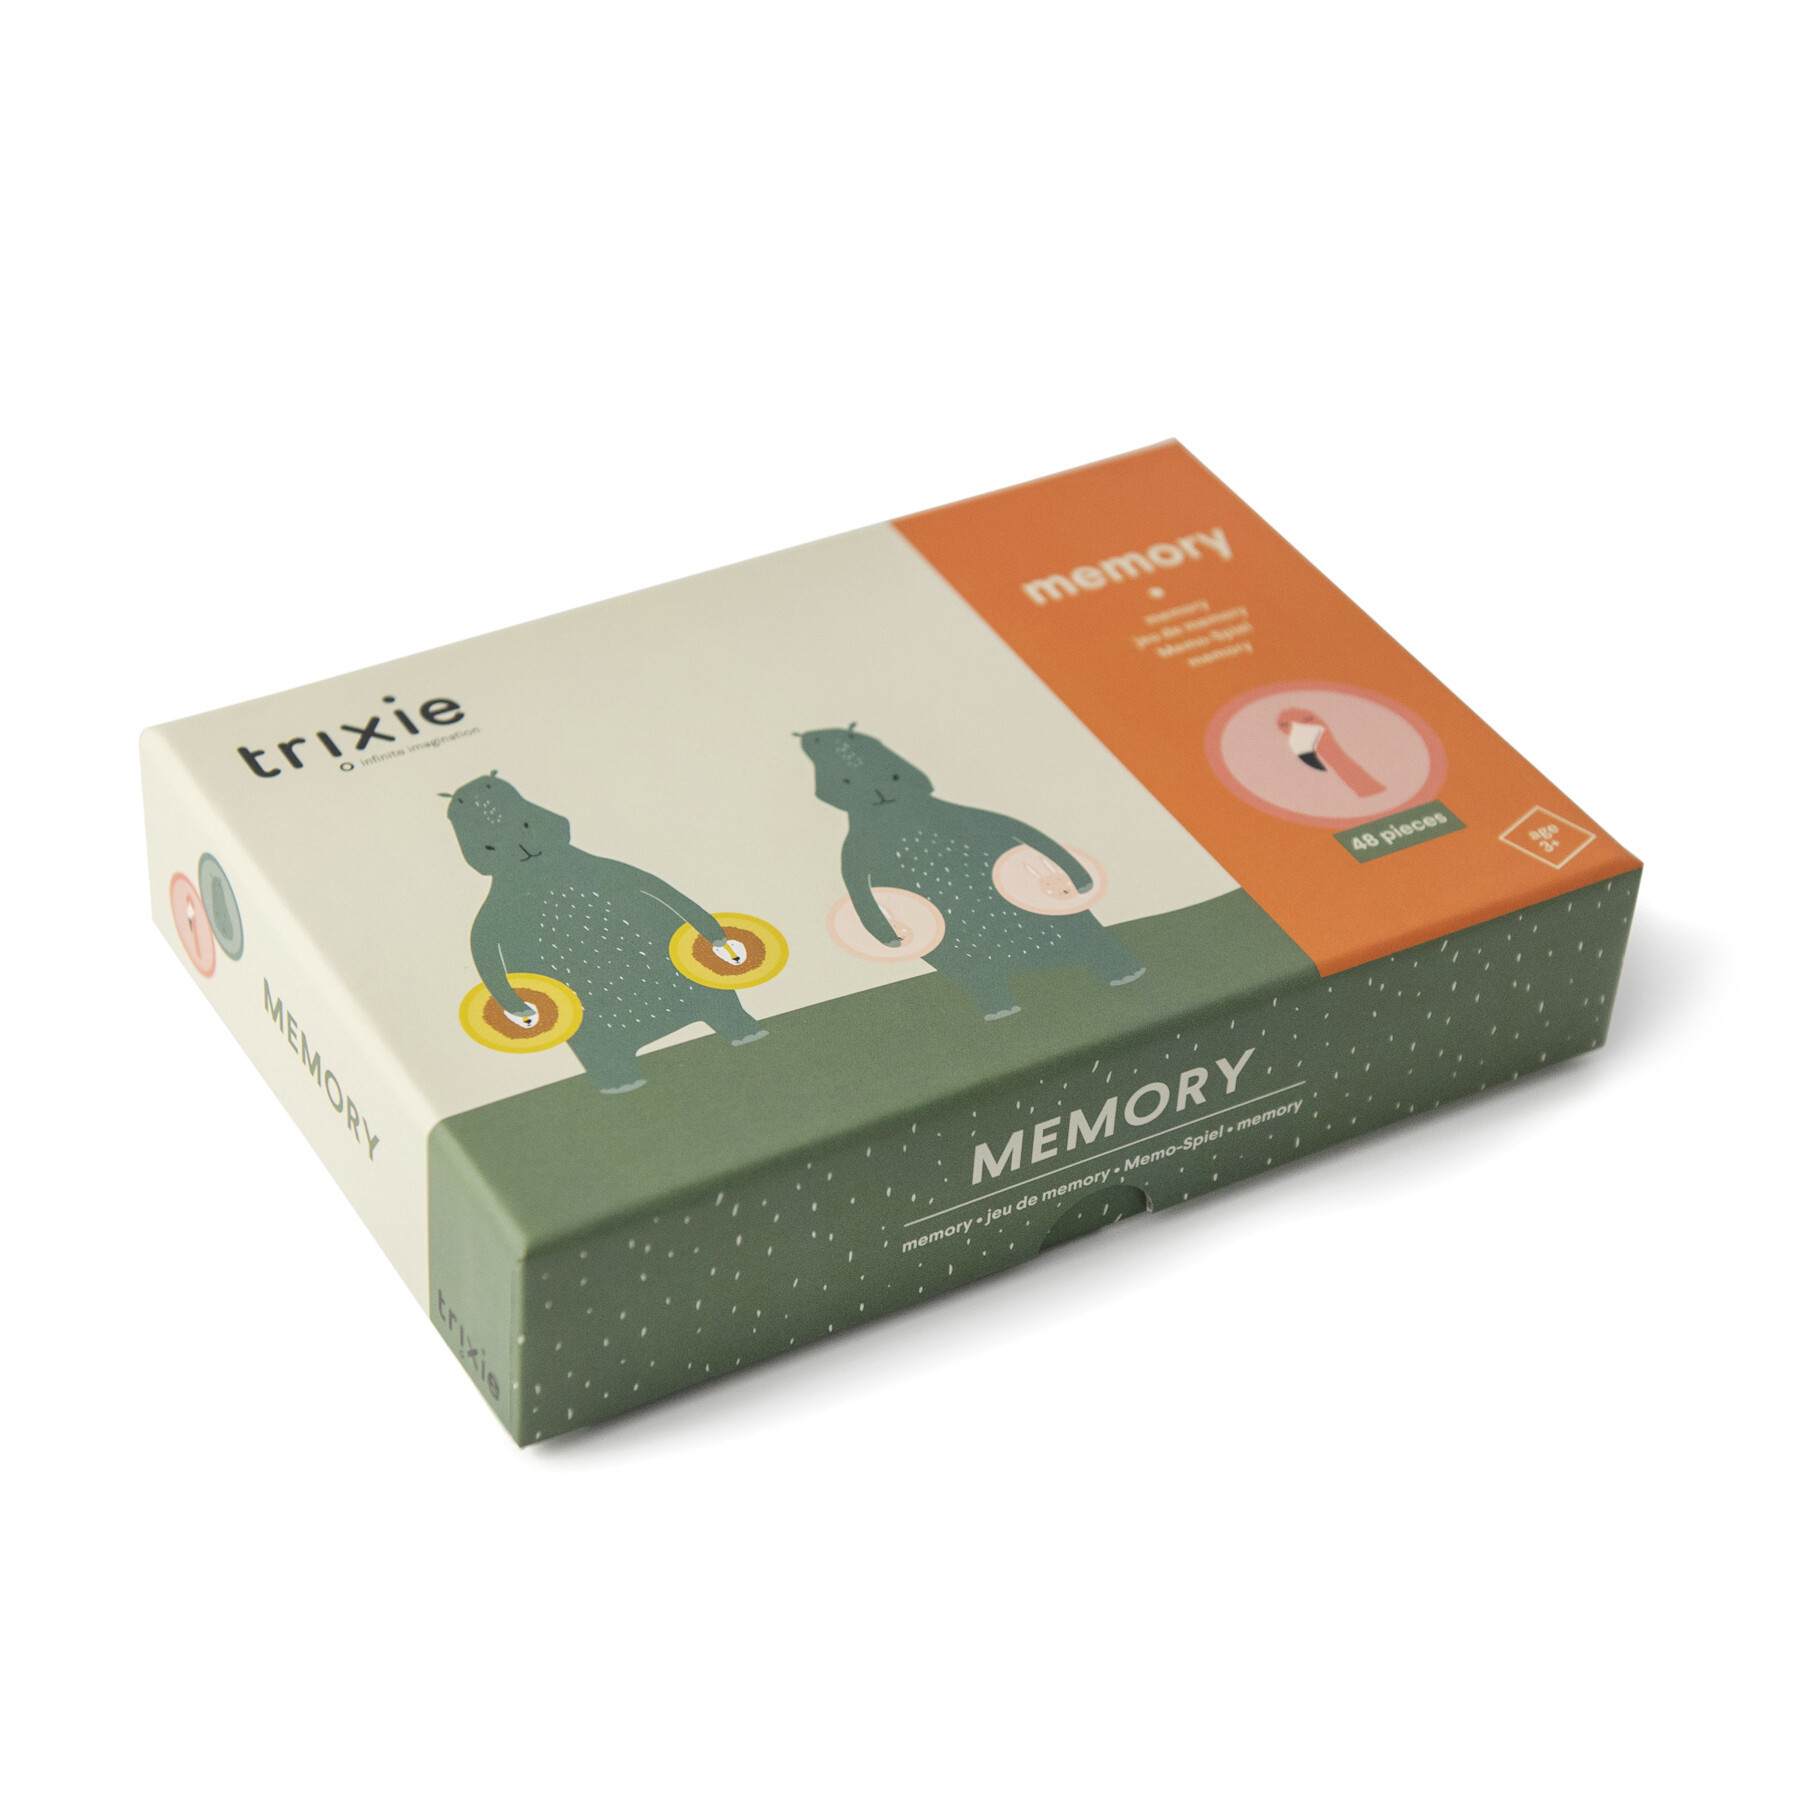 trixie
infinite imagination
memory
memory
jeu de memory
Memo-Spiel
memory
48 pieces
age
3+
MEMORY
trixie
MEMORY
memory • jeu de memory • Memo-Spiel • memory